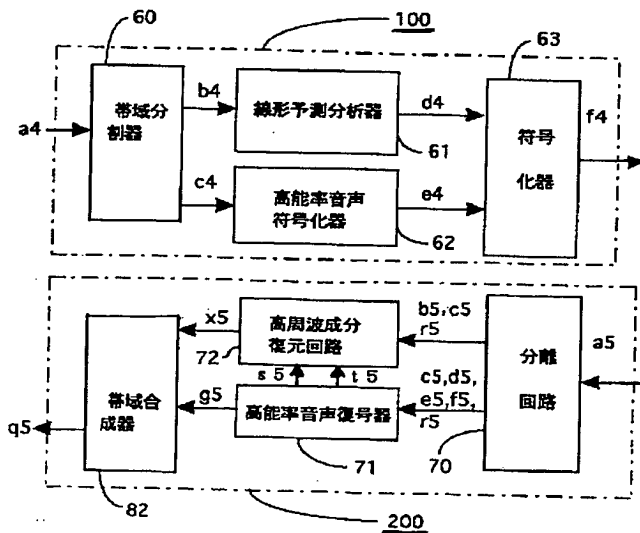 60
100
63
a4
帯域分
割器
b4
線形予測分析器
d4
61
c4
高能率音声
符号化器
e4
62
符号
化器
f4
x5
高周波成分
復元回路
72
b5,c5
r5
分離
回路
a5
s 5
t 5
帯域合
成器
g5
高能率音声復号器
c5,d5,
e5,f5,
r5
q5
71
70
82
200